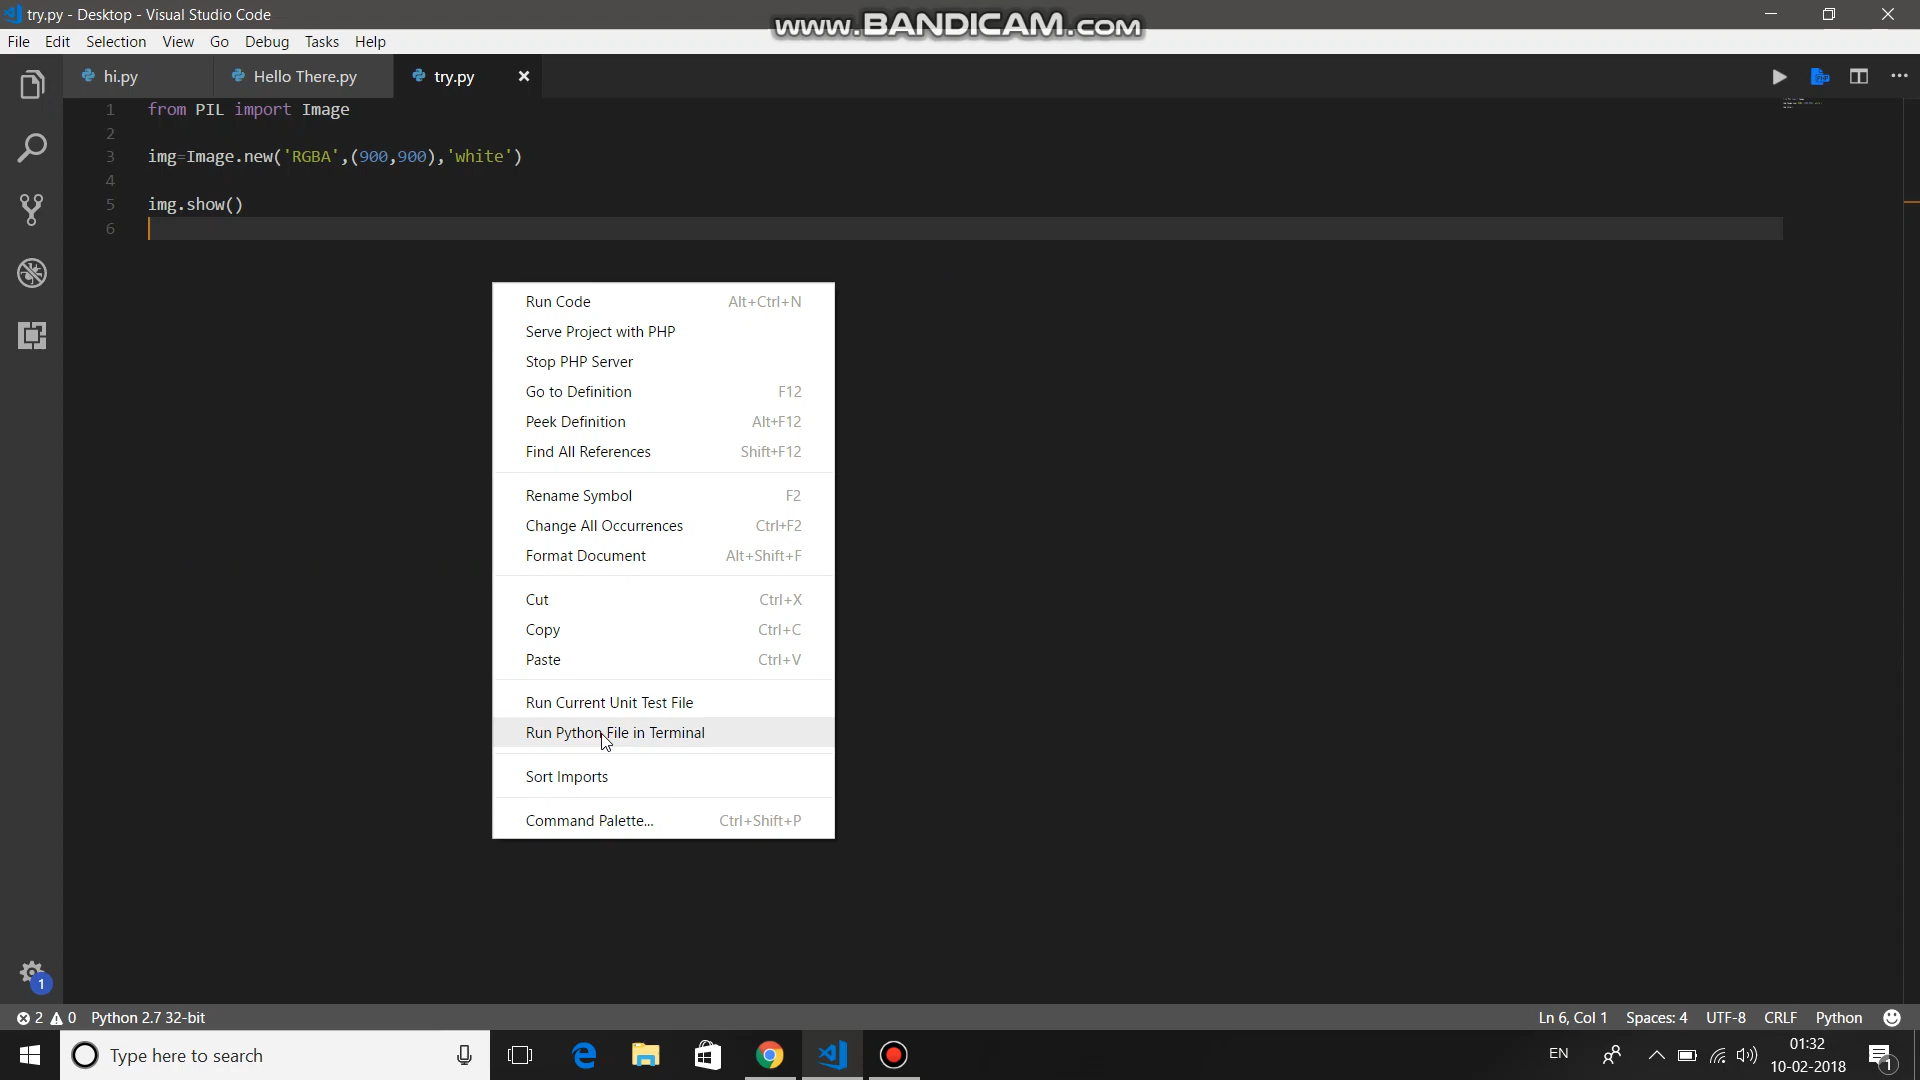 try.py - Desktop - Visual Studio Code
www.BANDICAM.com
File Edit Selection View Go Debug Tasks Help
hi.py Hello There.py try.py
1 from PIL import Image
2
3 img=Image.new('RGBA',(900,900),'white')
4
5 img.show()
6
Run Code Alt+Ctrl+N
Serve Project with PHP
Stop PHP Server
Go to Definition F12
Peek Definition Alt+F12
Find All References Shift+F12
Rename Symbol F2
Change All Occurrences Ctrl+F2
Format Document Alt+Shift+F
Cut Ctrl+X
Copy Ctrl+C
Paste Ctrl+V
Run Current Unit Test File
Run Python File in Terminal
Sort Imports
Command Palette... Ctrl+Shift+P
1
2 0 Python 2.7 32-bit Ln 6, Col 1 Spaces: 4 UTF-8 CRLF Python
Type here to search EN 01:32
10-02-2018 1